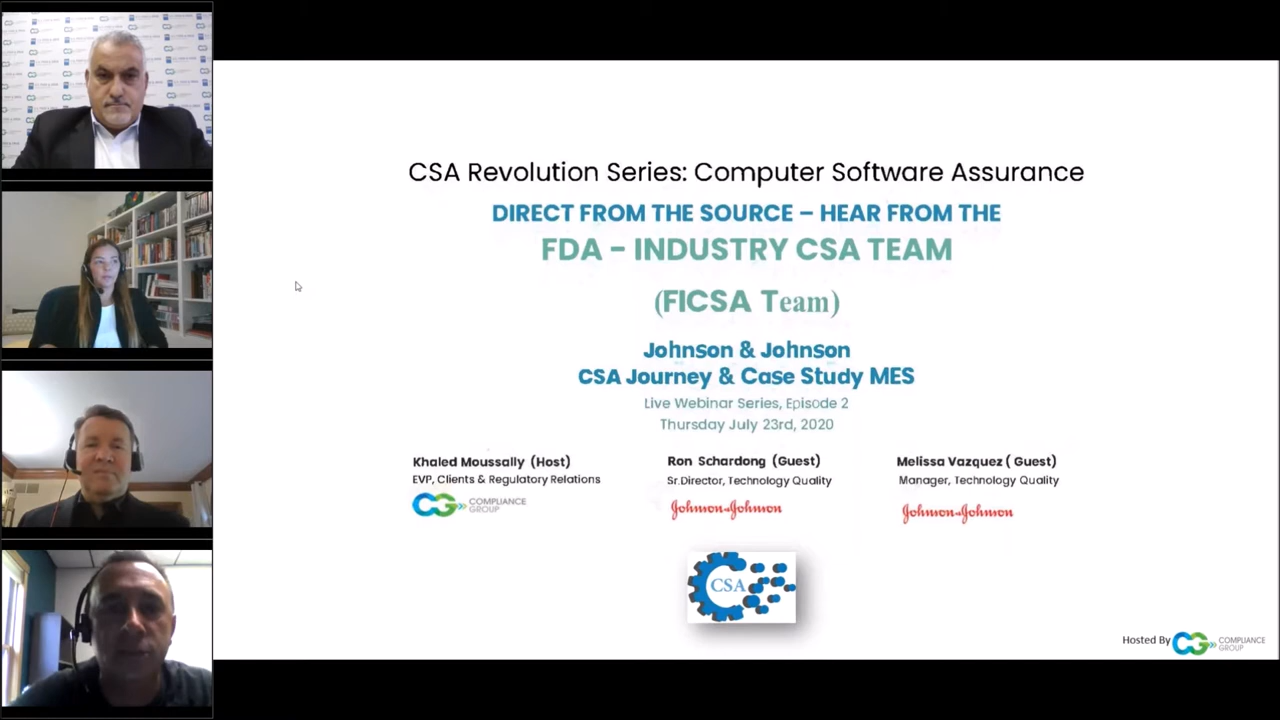 CSA Revolution Series: Computer Software Assurance
DIRECT FROM THE SOURCE – HEAR FROM THE
FDA - INDUSTRY CSA TEAM
(FICSA Team)
Johnson & Johnson
CSA Journey & Case Study MES
Live Webinar Series, Episode 2
Thursday July 23rd, 2020
Khaled Moussally (Host)
EVP, Clients & Regulatory Relations
CG COMPLIANCE
GROUP
Ron Schardong (Guest)
Sr.Director, Technology Quality
Johnson&Johnson
Melissa Vazquez ( Guest)
Manager, Technology Quality
Johnson&Johnson
CSA
Hosted By CG COMPLIANCE
GROUP